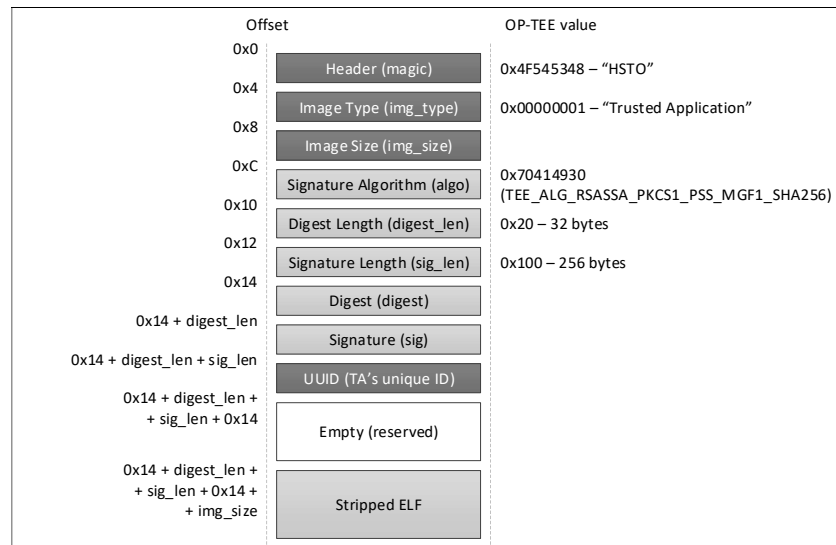 Offset
OP-TEE value
0x0
Header (magic)
0x4F545348 – “HSTO”
0x4
Image Type (img_type)
0x00000001 – “Trusted Application”
0x8
Image Size (img_size)
0xC
Signature Algorithm (algo)
0x70414930
(TEE_ALG_RSASSA_PKCS1_PSS_MGF1_SHA256)
0x10
Digest Length (digest_len)
0x20 – 32 bytes
0x12
Signature Length (sig_len)
0x100 – 256 bytes
0x14
Digest (digest)
0x14 + digest_len
Signature (sig)
0x14 + digest_len + sig_len
UUID (TA’s unique ID)
0x14 + digest_len +
+ sig_len + 0x14
Empty (reserved)
0x14 + digest_len +
+ sig_len + 0x14 +
+ img_size
Stripped ELF